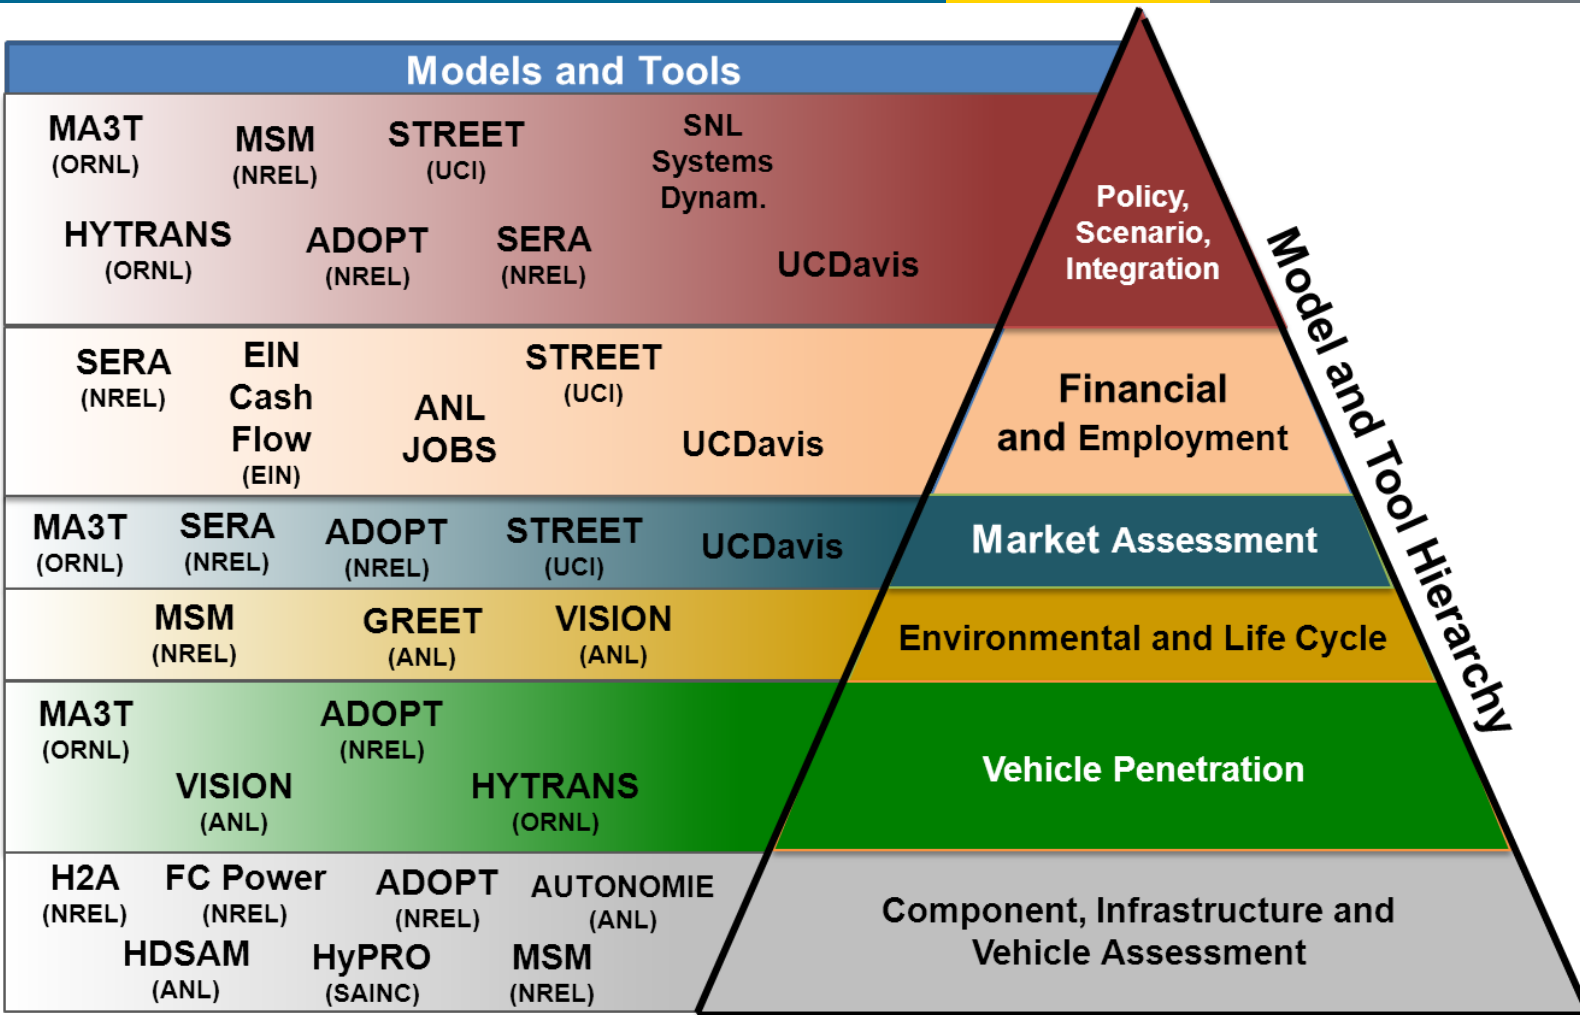 Models and Tools
MA3T
(ORNL)
MSM
(NREL)
STREET
(UCI)
SNL
Systems
Dynam.
HYTRANS
(ORNL)
ADOPT
(NREL)
SERA
(NREL)
UCDavis
Policy,
Scenario,
Integration
SERA
(NREL)
EIN
Cash
Flow
(EIN)
ANL
JOBS
STREET
(UCI)
UCDavis
Financial
and Employment
MA3T
(ORNL)
SERA
(NREL)
ADOPT
(NREL)
STREET
(UCI)
UCDavis
Market Assessment
MSM
(NREL)
GREET
(ANL)
VISION
(ANL)
Environmental and Life Cycle
MA3T
(ORNL)
ADOPT
(NREL)
VISION
(ANL)
HYTRANS
(ORNL)
Vehicle Penetration
H2A
(NREL)
FC Power
(NREL)
ADOPT
(NREL)
AUTONOMIE
(ANL)
HDSAM
(ANL)
HyPRO
(SAINC)
MSM
(NREL)
Component, Infrastructure and
Vehicle Assessment
Model and Tool Hierarchy